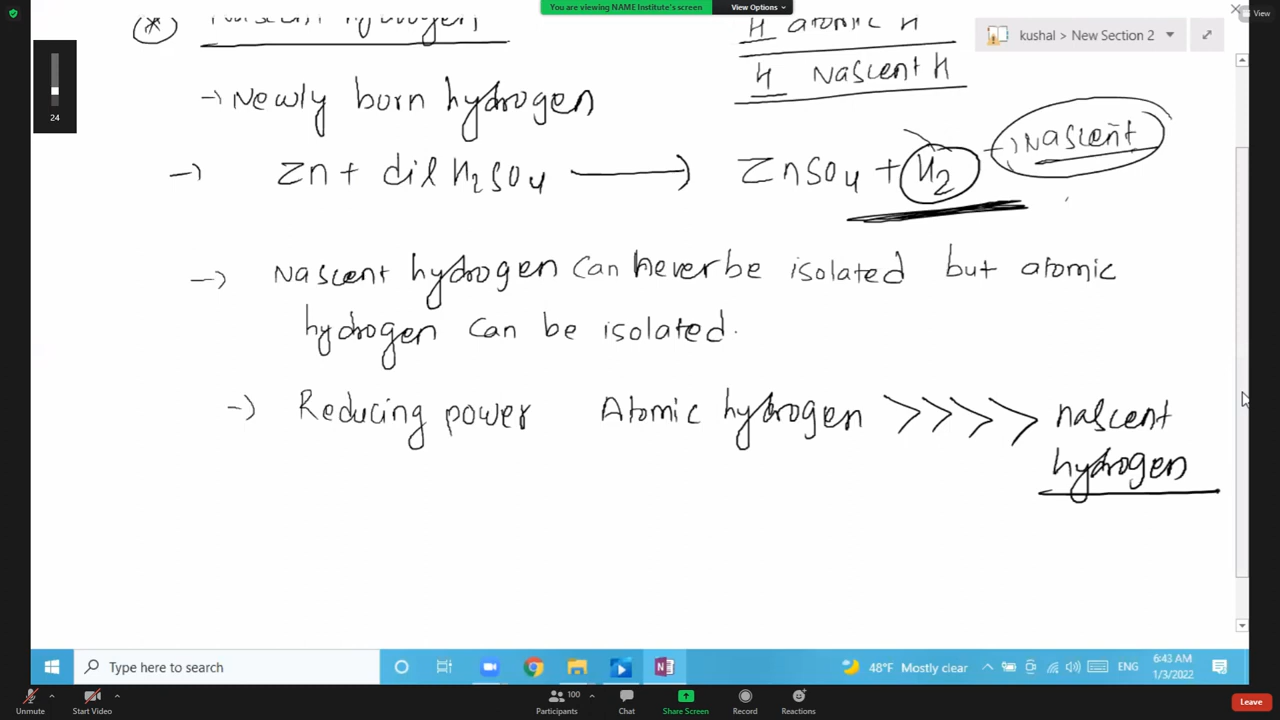 You are viewing NAME Institute's screen View Options
View
kushal > New Section 2
24
Nascent hydrogen
H atomic H
H Nascent H
→ Newly born hydrogen
→ Zn + dil H₂SO₄ ⟶ ZnSO₄ + H₂ → Nascent
→ Nascent hydrogen can never be isolated but atomic
hydrogen can be isolated.
→ Reducing power Atomic hydrogen >>>> nascent
hydrogen
Type here to search
48°F Mostly clear
ENG
6:43 AM
1/3/2022
Unmute
Start Video
100
Participants
Chat
Share Screen
Record
Reactions
Leave